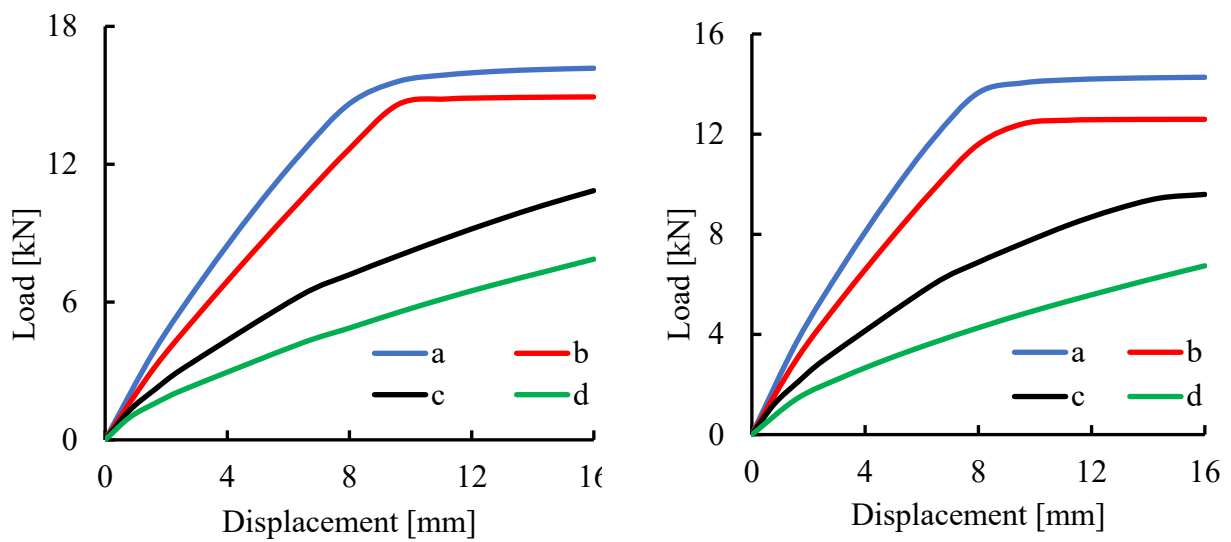 18
12
6
0
Load [kN]
a b
c d
0 4 8 12 16
Displacement [mm]
16
12
8
4
0
Load [kN]
a b
c d
0 4 8 12 16
Displacement [mm]